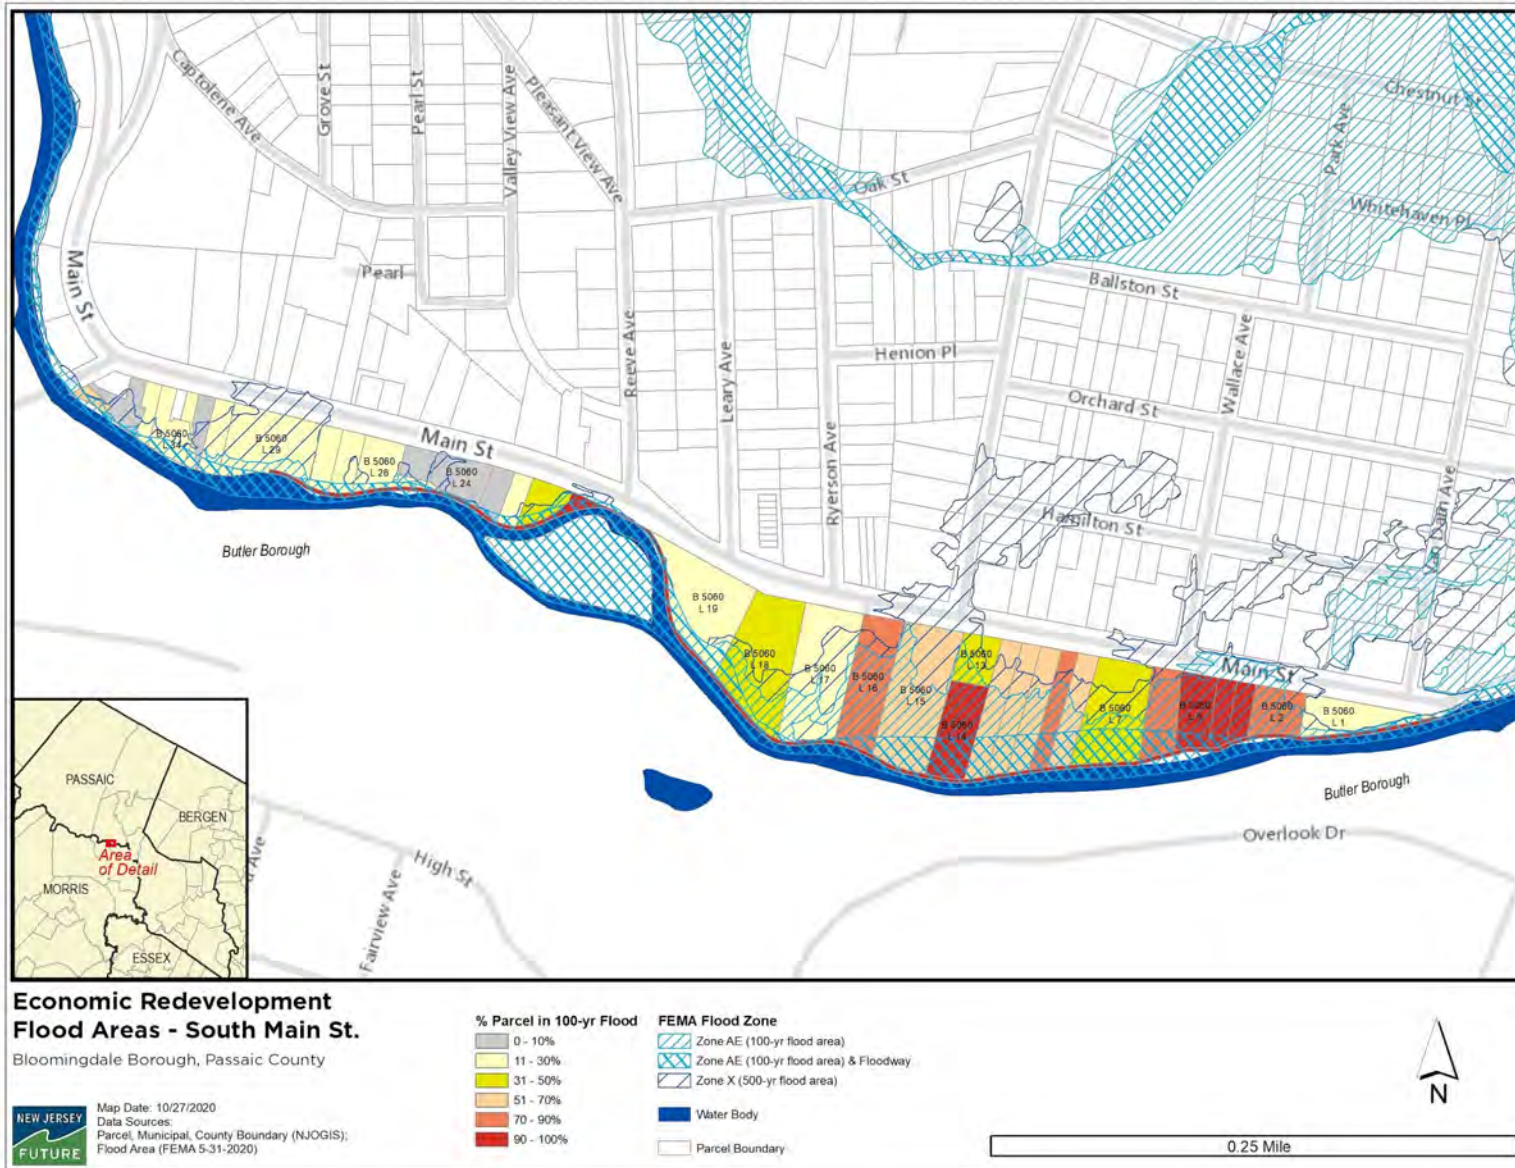 Captolene Ave
Grove St
Pearl St
Valley View Ave
Pleasant View Ave
Chestnut St
Park Ave
Oak St
Whitehaven Pl
Main St
Pearl
Ballston St
Reeve Ave
Leary Ave
Henion Pl
Wallace Ave
Orchard St
Ryerson Ave
Main St
Hamilton St
B 5060
L 34
B 5060
L 29
B 5060
L 26
B 5060
L 24
Butler Borough
B 5060
L 19
B 5060
L 18
B 5060
L 17
B 5060
L 16
B 5060
L 15
B 5060
L 13
B 5060
L 14
B 5060
L 7
B 5060
B 5060
L 2
B 5060
L 1
Main St
Butler Borough
Overlook Dr
High St
Fairview Ave
Ave
PASSAIC
BERGEN
Area
of Detail
MORRIS
ESSEX
Economic Redevelopment
Flood Areas - South Main St.
Bloomingdale Borough, Passaic County
NEW JERSEY
FUTURE
Map Date: 10/27/2020
Data Sources:
Parcel, Municipal, County Boundary (NJOGIS);
Flood Area (FEMA 5-31-2020)
% Parcel in 100-yr Flood
0 - 10%
11 - 30%
31 - 50%
51 - 70%
70 - 90%
90 - 100%
FEMA Flood Zone
Zone AE (100-yr flood area)
Zone AE (100-yr flood area) & Floodway
Zone X (500-yr flood area)
Water Body
Parcel Boundary
N
0.25 Mile